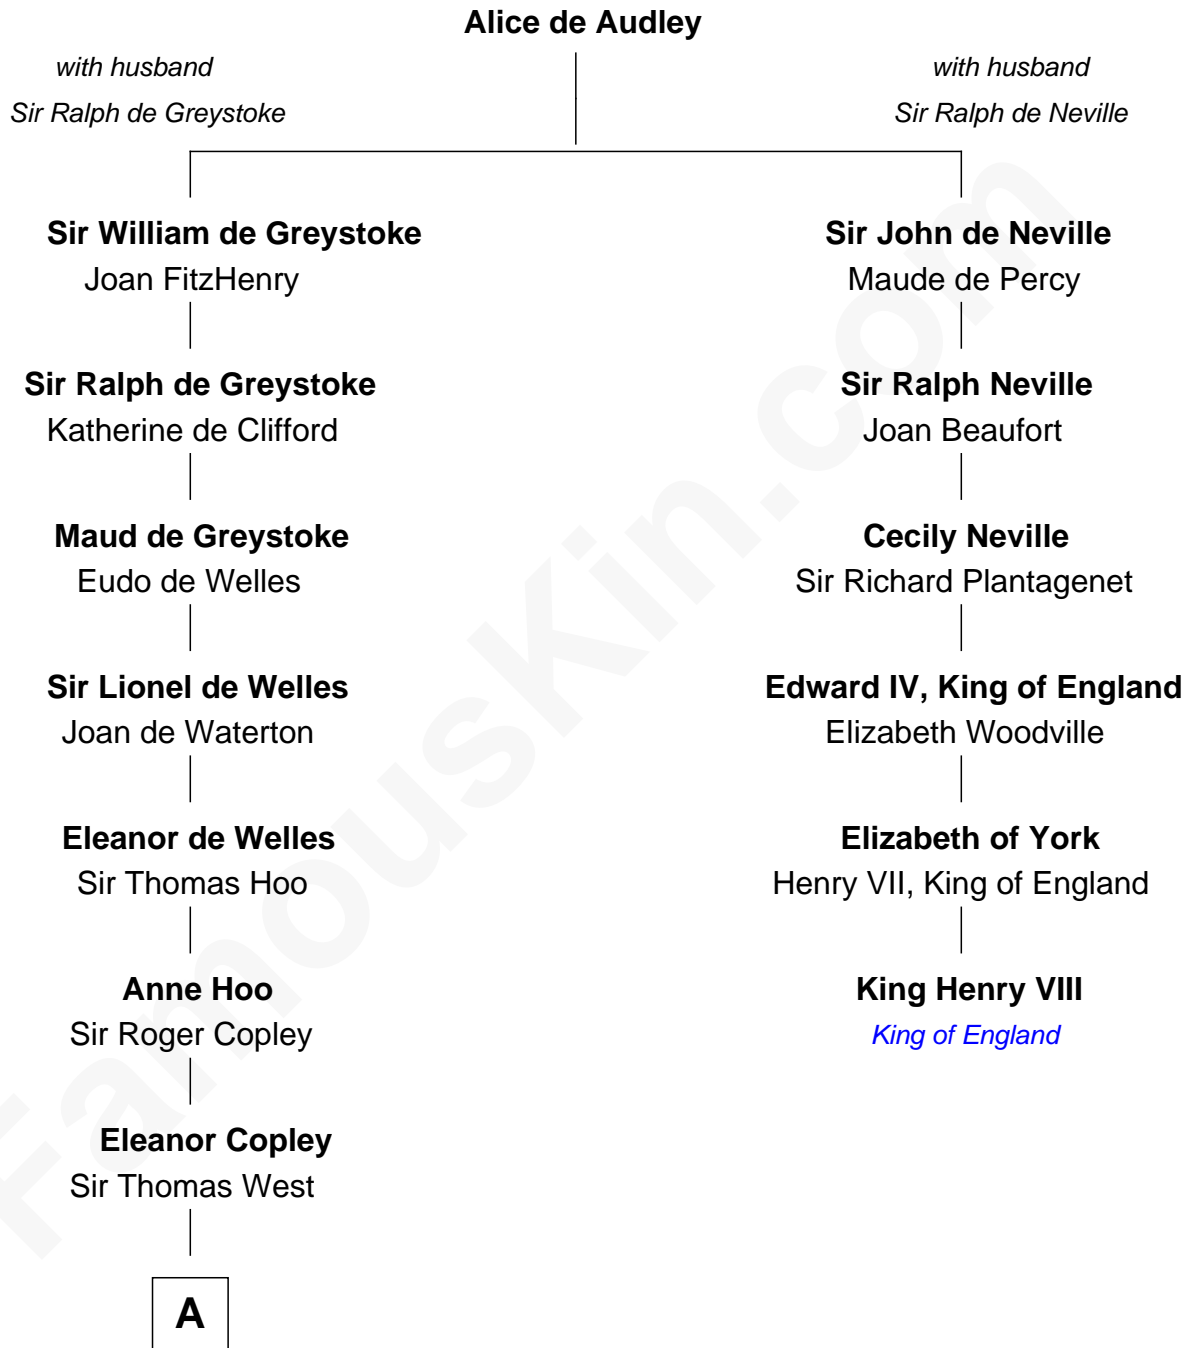 Alice de Audley
with husband
Sir Ralph de Greystoke
with husband
Sir Ralph de Neville
Sir William de Greystoke
Joan FitzHenry
Sir Ralph de Greystoke
Katherine de Clifford
Maud de Greystoke
Eudo de Welles
Sir Lionel de Welles
Joan de Waterton
Eleanor de Welles
Sir Thomas Hoo
Anne Hoo
Sir Roger Copley
Eleanor Copley
Sir Thomas West
A
Sir John de Neville
Maude de Percy
Sir Ralph Neville
Joan Beaufort
Cecily Neville
Sir Richard Plantagenet
Edward IV, King of England
Elizabeth Woodville
Elizabeth of York
Henry VII, King of England
King Henry VIII
King of England
FamousKin.com